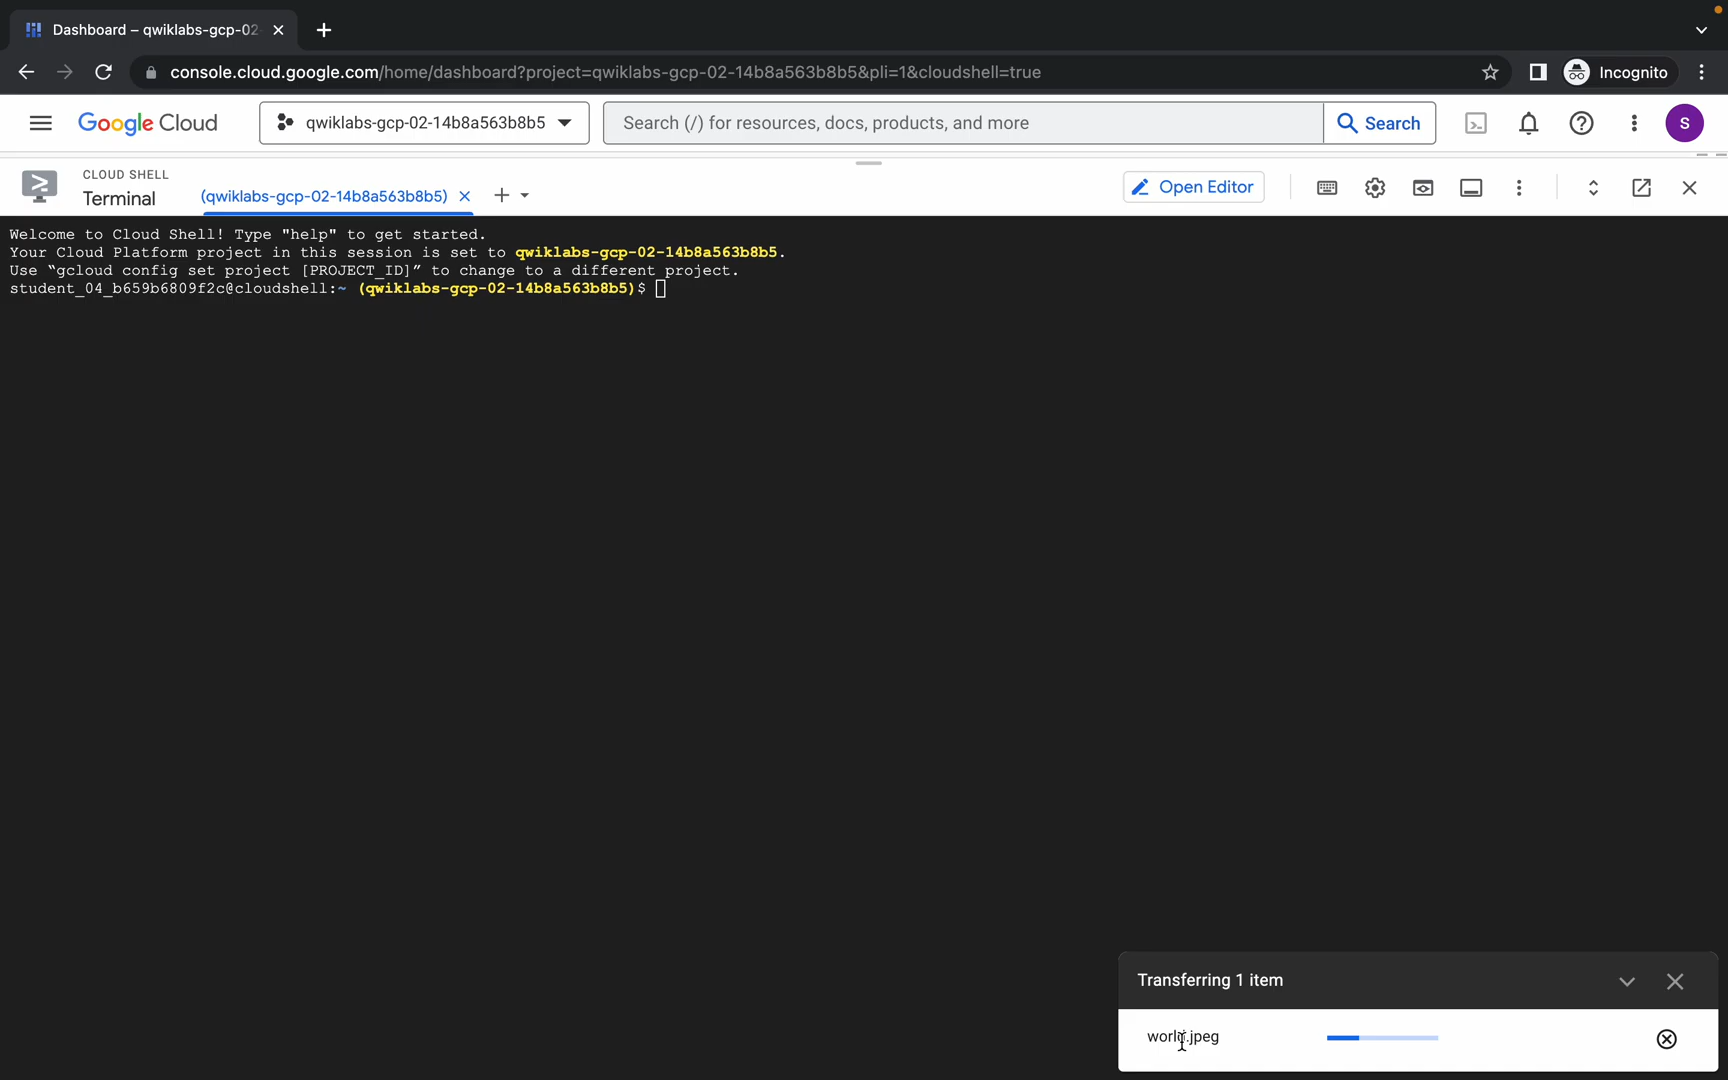 Dashboard – qwiklabs-gcp-02
console.cloud.google.com/home/dashboard?project=qwiklabs-gcp-02-14b8a563b8b5&pli=1&cloudshell=true
Incognito
Google Cloud
qwiklabs-gcp-02-14b8a563b8b5
Search (/) for resources, docs, products, and more
Search
S
CLOUD SHELL
Terminal
(qwiklabs-gcp-02-14b8a563b8b5)
Open Editor
Welcome to Cloud Shell! Type "help" to get started.
Your Cloud Platform project in this session is set to qwiklabs-gcp-02-14b8a563b8b5.
Use “gcloud config set project [PROJECT_ID]” to change to a different project.
student_04_b659b6809f2c@cloudshell:~ (qwiklabs-gcp-02-14b8a563b8b5)$
Transferring 1 item
world.jpeg